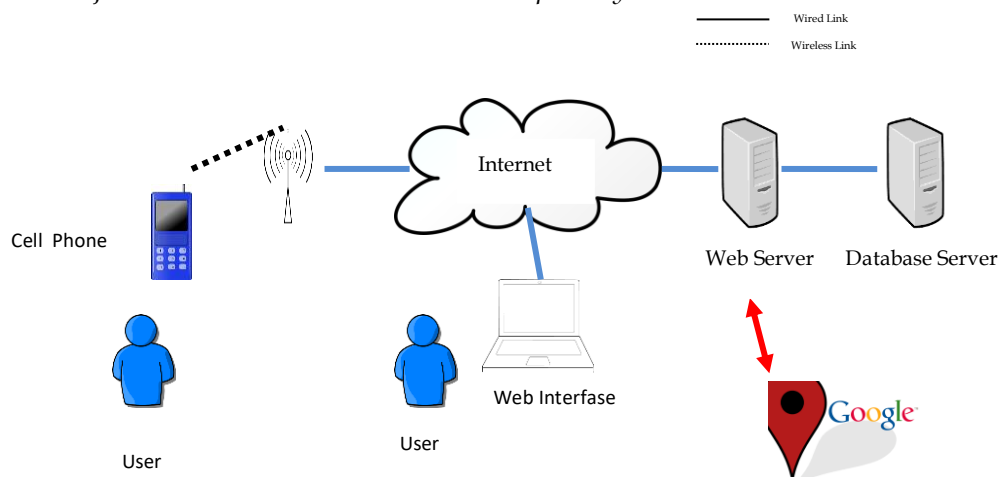 Wired Link
Wireless Link
Internet
Cell Phone
Web Server
Database Server
Web Interfase
Google
User
User